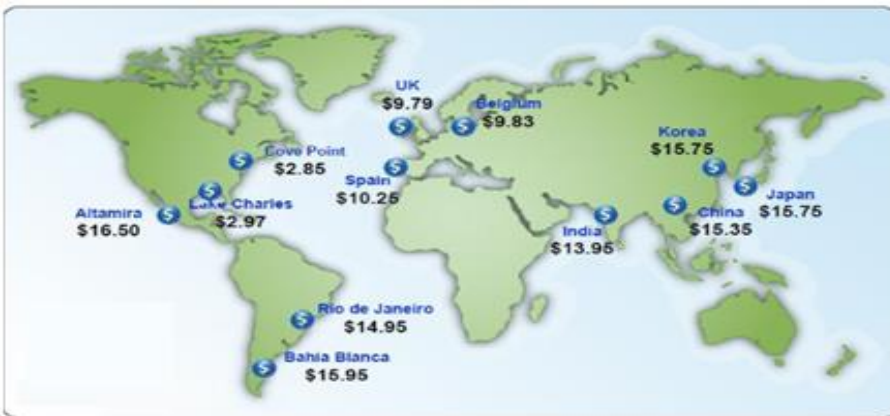 UK
$9.79
Belgium
$9.83
Korea
$15.75
Cove Point
$2.85
Spain
$10.25
Japan
$15.75
Lake Charles
$2.97
Altamira
$16.50
China
$15.35
India
$13.95
Rio de Janeiro
$14.95
Bahia Blanca
$15.95